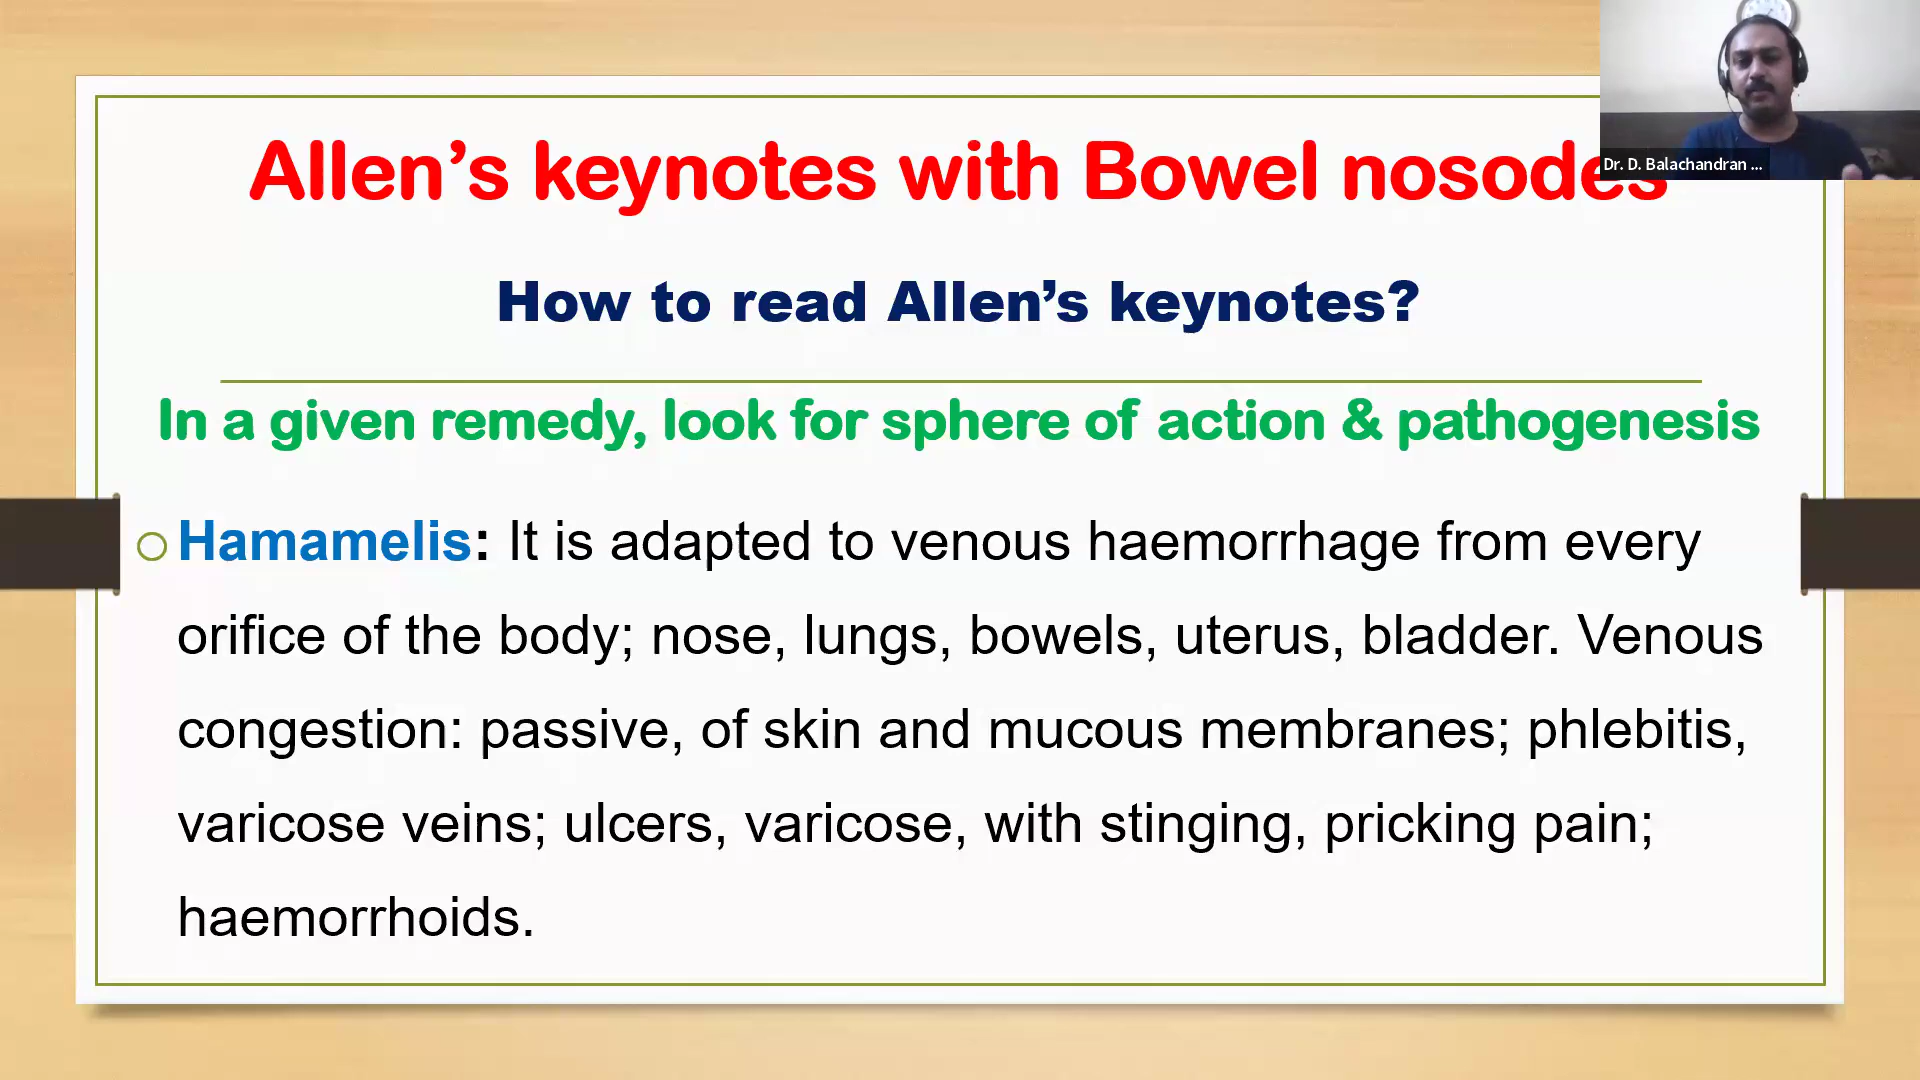 Allen’s keynotes with Bowel nosodes
Dr. D. Balachandran ...
How to read Allen’s keynotes?
In a given remedy, look for sphere of action & pathogenesis
Hamamelis: It is adapted to venous haemorrhage from every
orifice of the body; nose, lungs, bowels, uterus, bladder. Venous
congestion: passive, of skin and mucous membranes; phlebitis,
varicose veins; ulcers, varicose, with stinging, pricking pain;
haemorrhoids.